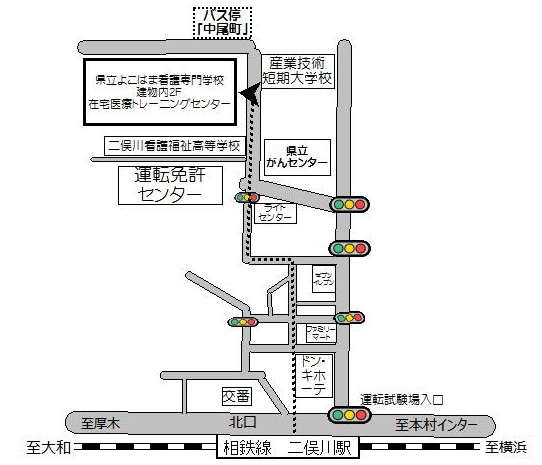 バス停
「中尾町」
産業技術
短期大学校
県立よこはま看護専門学校
建物内2F
在宅医療トレーニングセンター
二俣川看護福祉高等学校
県立
がんセンター
運転免許
センター
ライト
センター
セブン
イレブン
ファミリー
マート
ドン・
キホーテ
交番
運転試験場入口
至厚木
北口
至本村インター
至大和
相鉄線 二俣川駅
至横浜